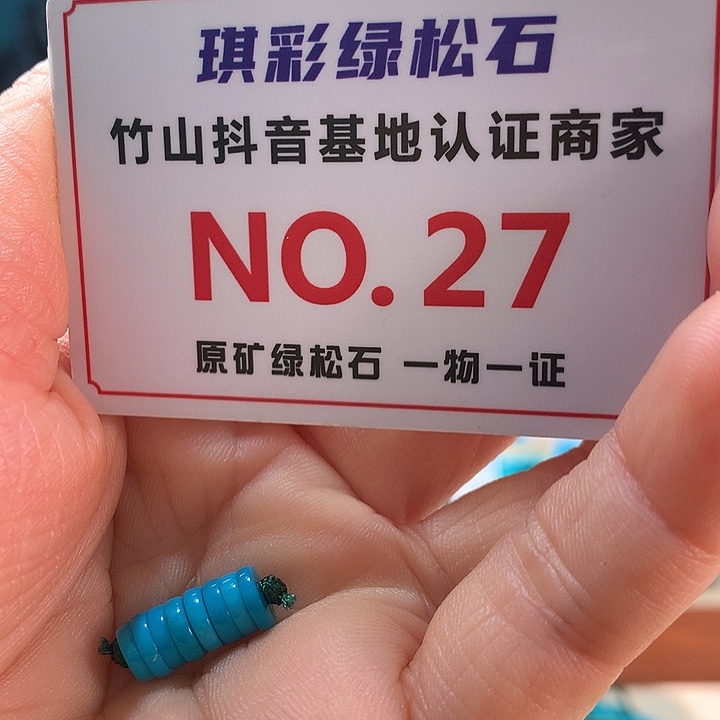 琪彩绿松石
竹山抖音基地认证商家
NO.27
原矿绿松石 一物一证